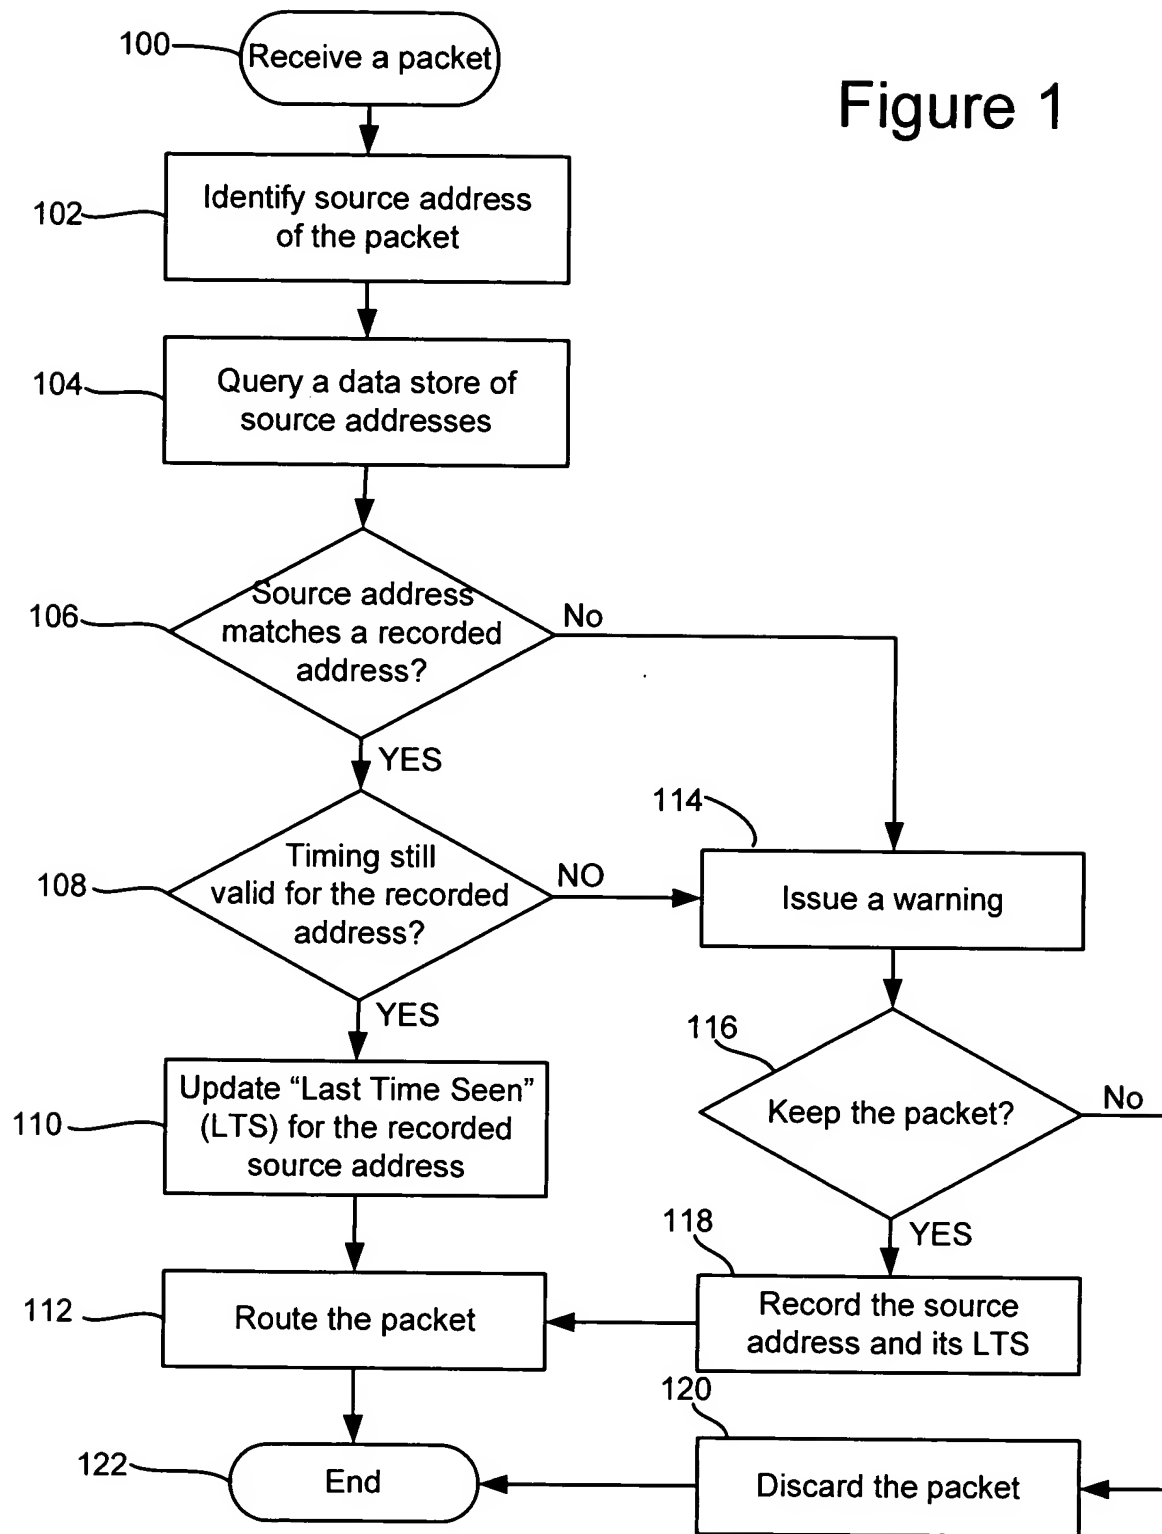 Figure 1
100
Receive a packet
102
Identify source address
of the packet
104
Query a data store of
source addresses
106
Source address
matches a recorded
address?
No
YES
108
Timing still
valid for the recorded
address?
NO
YES
114
Issue a warning
116
Keep the packet?
No
YES
110
Update “Last Time Seen”
(LTS) for the recorded
source address
118
Record the source
address and its LTS
112
Route the packet
120
Discard the packet
122
End